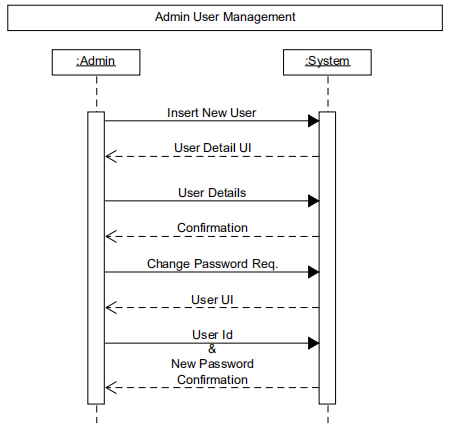 Admin User Management
:Admin
:System
Insert New User
User Detail UI
User Details
Confirmation
Change Password Req.
User UI
User Id
&
New Password
Confirmation